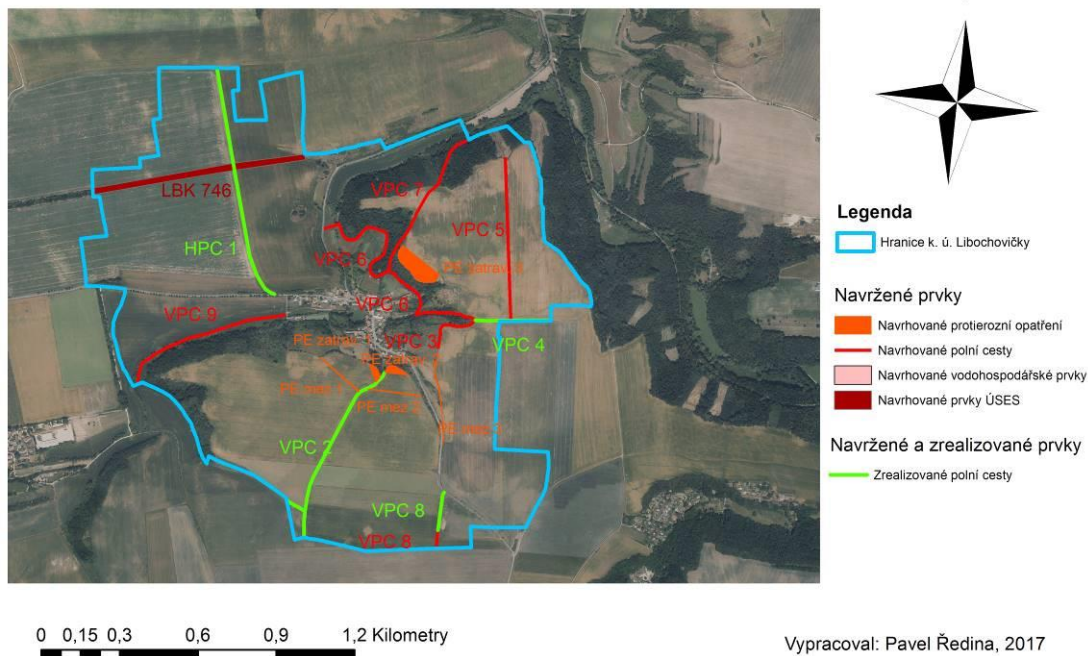 LBK 746
HPC 1
VPC 7
VPC 5
VPC 6
PE zatrav. 3
VPC 6
VPC 9
VPC 3
VPC 4
PE zatrav.
PE zatrav.
PE mez
PE mez 2
PE mez
VPC 2
VPC 8
VPC 8
Legenda
Hranice k. ú. Libochovičky
Navržené prvky
Navrhované protierozní opatření
Navrhované polní cesty
Navrhované vodohospodářské prvky
Navrhované prvky ÚSES
Navržené a zrealizované prvky
Zrealizované polní cesty
0 0,15 0,3 0,6 0,9 1,2 Kilometry
Vypracoval: Pavel Ředina, 2017